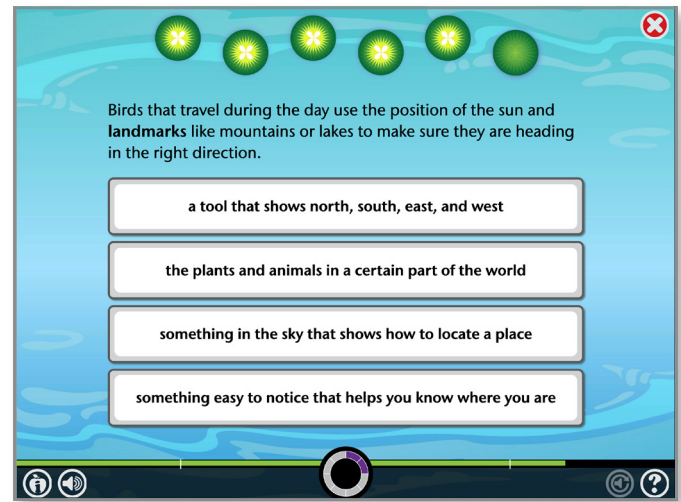 Birds that travel during the day use the position of the sun and
landmarks like mountains or lakes to make sure they are heading
in the right direction.
a tool that shows north, south, east, and west
the plants and animals in a certain part of the world
something in the sky that shows how to locate a place
something easy to notice that helps you know where you are